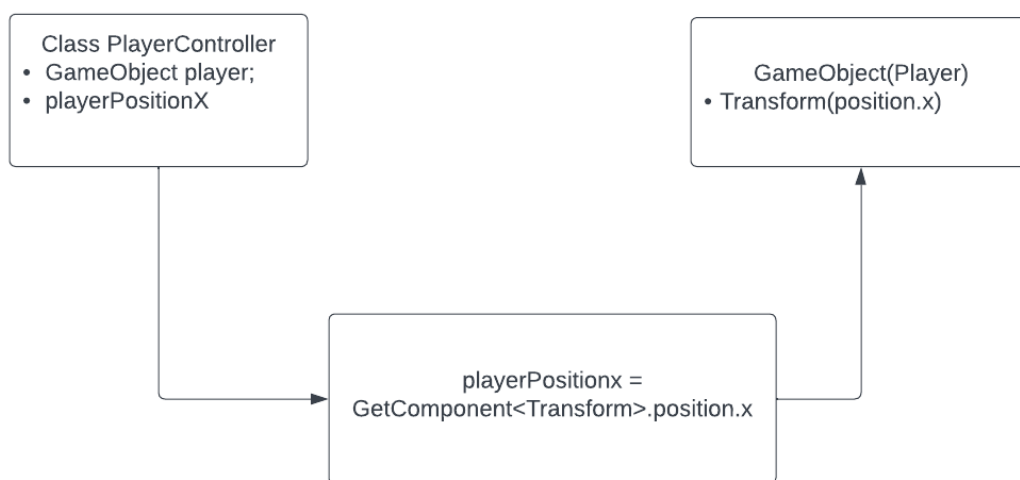 Class PlayerController
• GameObject player;
• playerPositionX
GameObject(Player)
• Transform(position.x)
playerPositionx =
GetComponent<Transform>.position.x